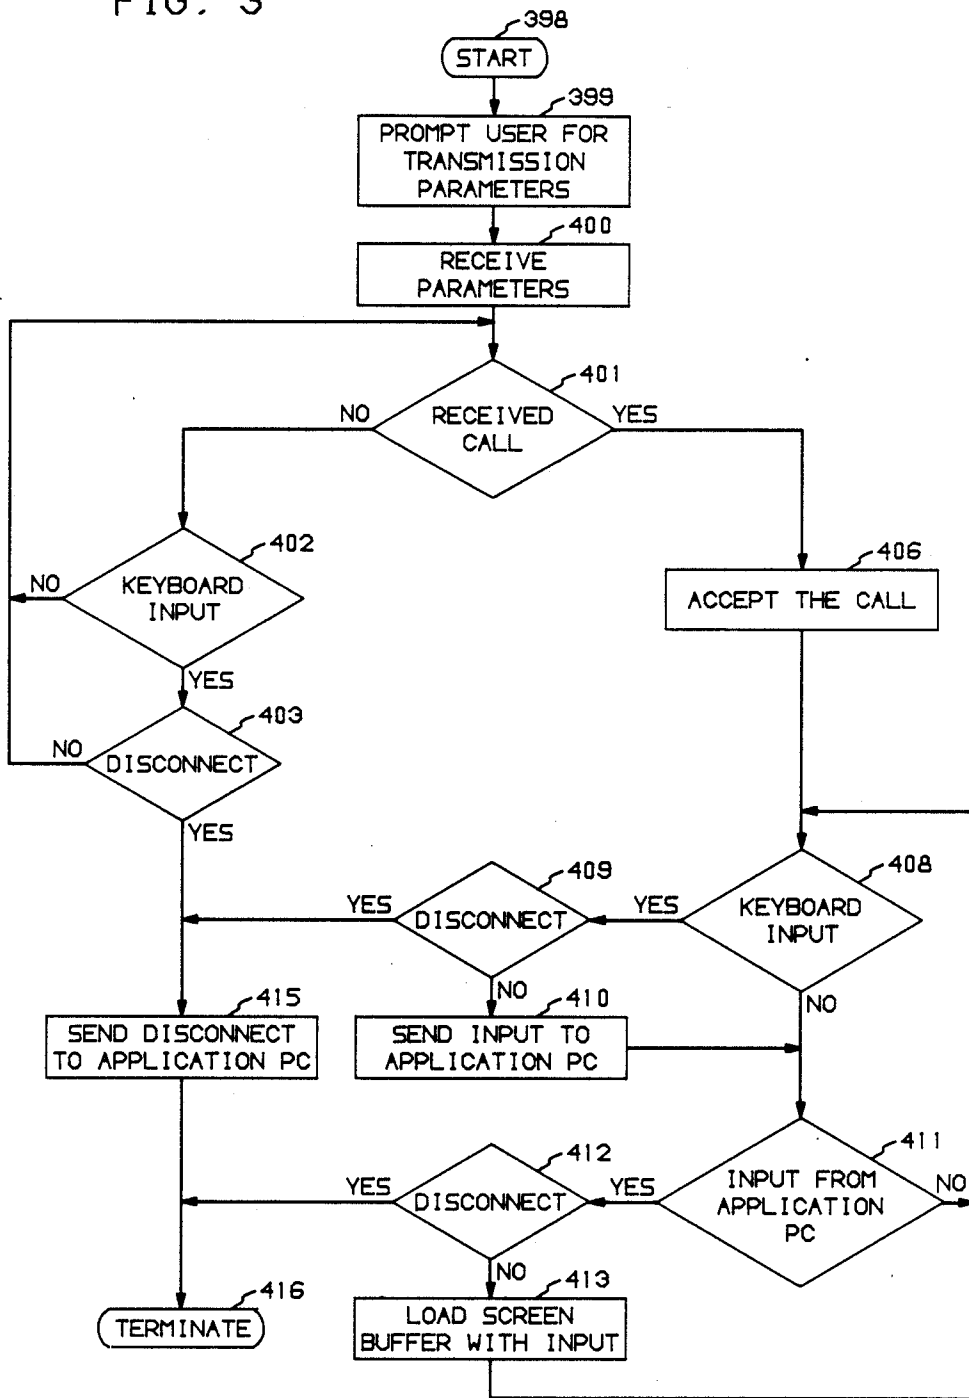 FIG. 3
398
START
399
PROMPT USER FOR
TRANSMISSION
PARAMETERS
400
RECEIVE
PARAMETERS
401
NO
RECEIVED
CALL
YES
402
NO
KEYBOARD
INPUT
YES
406
ACCEPT THE CALL
403
NO
DISCONNECT
YES
408
KEYBOARD
INPUT
YES
NO
409
YES
DISCONNECT
NO
410
SEND INPUT TO
APPLICATION PC
415
SEND DISCONNECT
TO APPLICATION PC
411
INPUT FROM
APPLICATION
PC
YES
NO
412
YES
DISCONNECT
NO
413
LOAD SCREEN
BUFFER WITH INPUT
416
TERMINATE